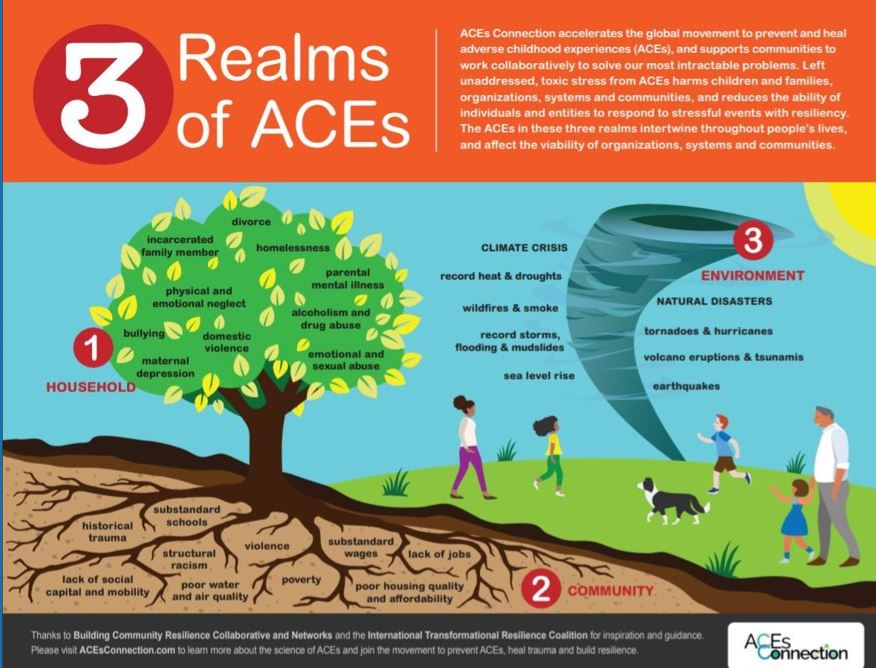 3
Realms
of ACEs
ACEs Connection accelerates the global movement to prevent and heal
adverse childhood experiences (ACEs), and supports communities to
work collaboratively to solve our most intractable problems. Left
unaddressed, toxic stress from ACEs harms children and families,
organizations, systems and communities, and reduces the ability of
individuals and entities to respond to stressful events with resiliency.
The ACEs in these three realms intertwine throughout people's lives,
and affect the viability of organizations, systems and communities.
1
HOUSEHOLD
divorce
incarcerated
family member
homelessness
parental
mental illness
physical and
emotional neglect
alcoholism and
drug abuse
bullying
domestic
violence
maternal
depression
emotional and
sexual abuse
3
ENVIRONMENT
CLIMATE CRISIS
record heat & droughts
wildfires & smoke
record storms,
flooding & mudslides
sea level rise
NATURAL DISASTERS
tornadoes & hurricanes
volcano eruptions & tsunamis
earthquakes
2
COMMUNITY
substandard
schools
historical
trauma
structural
racism
violence
substandard
wages
lack of jobs
lack of social
capital and mobility
poor water
and air quality
poverty
poor housing quality
and affordability
Thanks to Building Community Resilience Collaborative and Networks and the International Transformational Resilience Coalition for inspiration and guidance.
Please visit ACEsConnection.com to learn more about the science of ACEs and join the movement to prevent ACEs, heal trauma and build resilience.
ACEs
Connection